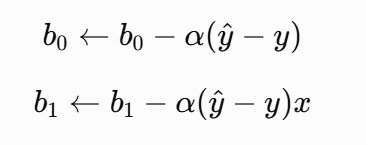 b₀ ← b₀ − α(ŷ − y)
b₁ ← b₁ − α(ŷ − y)x